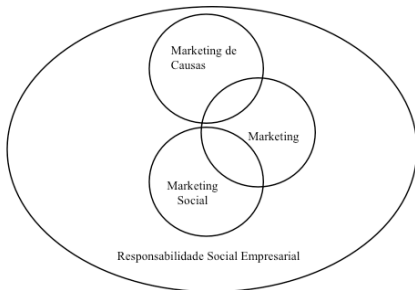 Marketing de
Causas
Marketing
Marketing
Social
Responsabilidade Social Empresarial